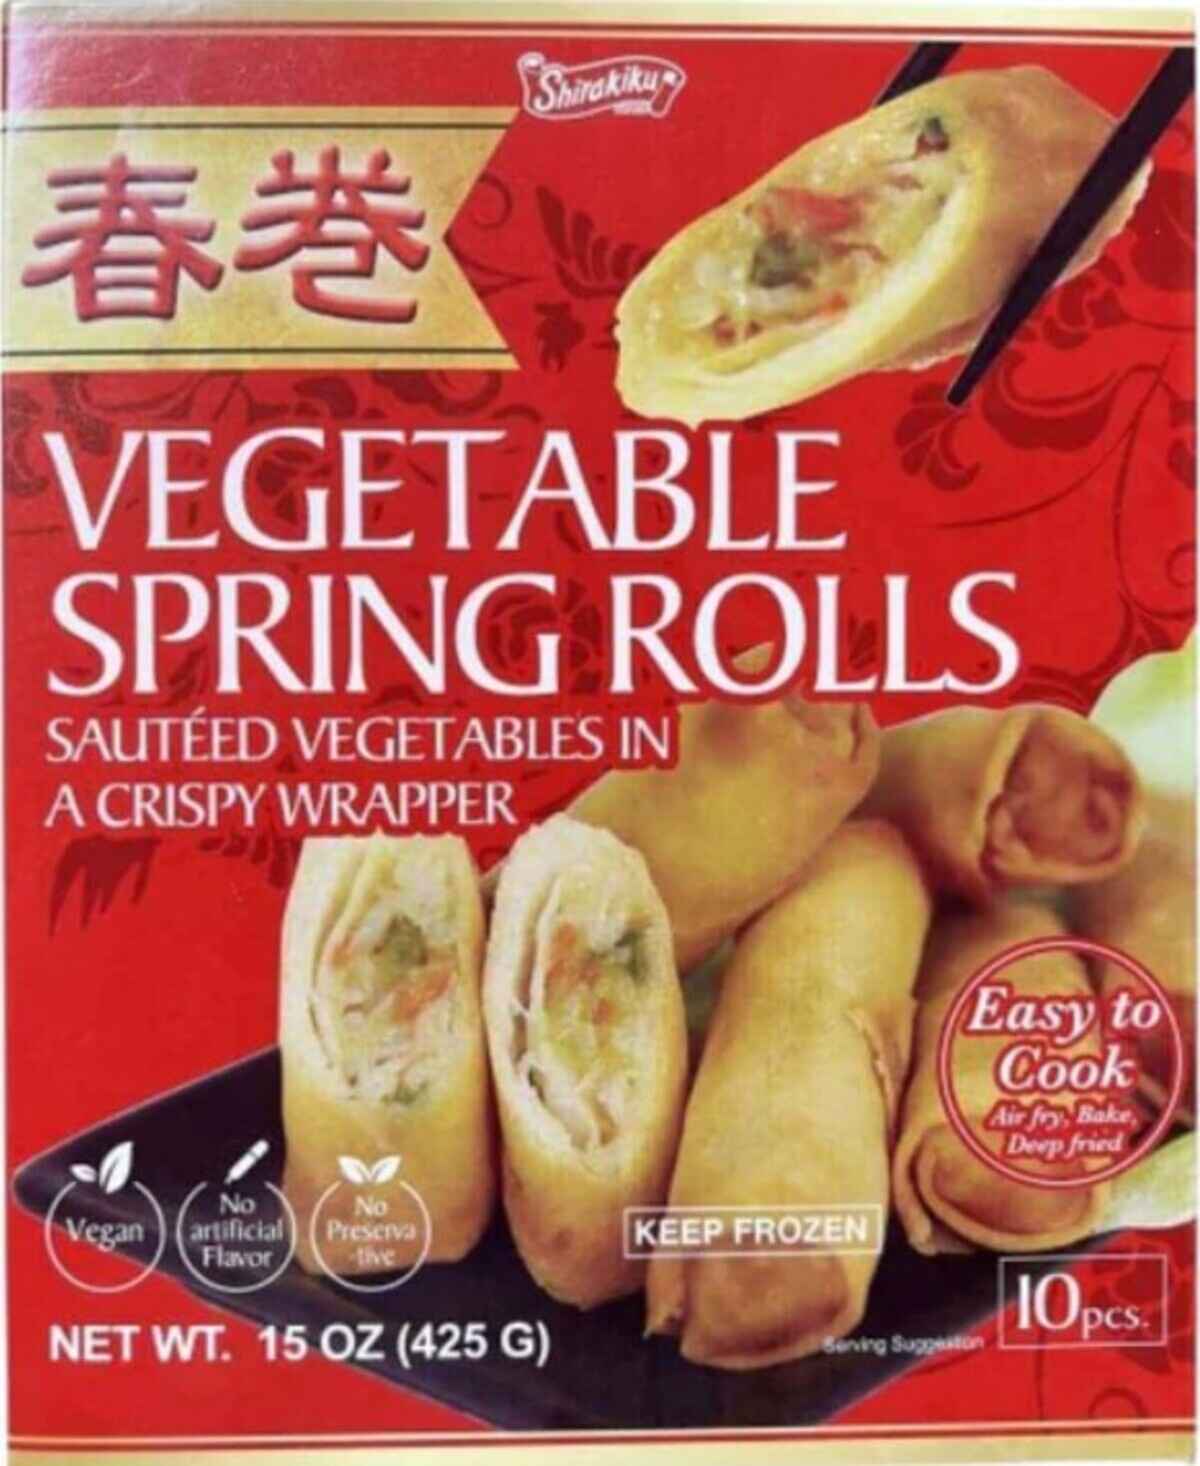 Shirakiku
春巻
VEGETABLE
SPRING ROLLS
SAUTÉED VEGETABLES IN
A CRISPY WRAPPER
Easy to
Cook
Air fry, Bake,
Deep fried
Vegan
No
artificial
Flavor
No
Preserva
-tive
KEEP FROZEN
10pcs.
NET WT. 15 OZ (425 G)
Serving Suggestion